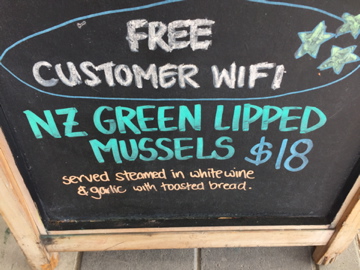 FREE
CUSTOMER WIFI
NZ GREEN LIPPED
MUSSELS $18
served steamed in white wine
& garlic with toasted bread.